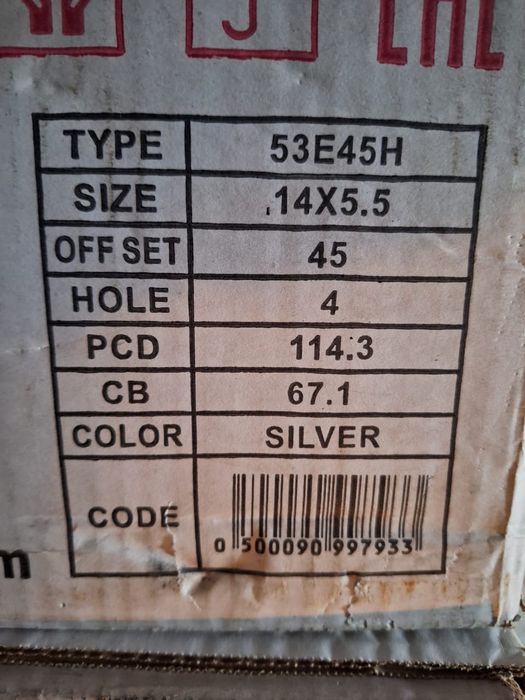 EAC
TYPE 53E45H
SIZE 14X5.5
OFF SET 45
HOLE 4
PCD 114.3
CB 67.1
COLOR SILVER
CODE
0 500090 997933
m